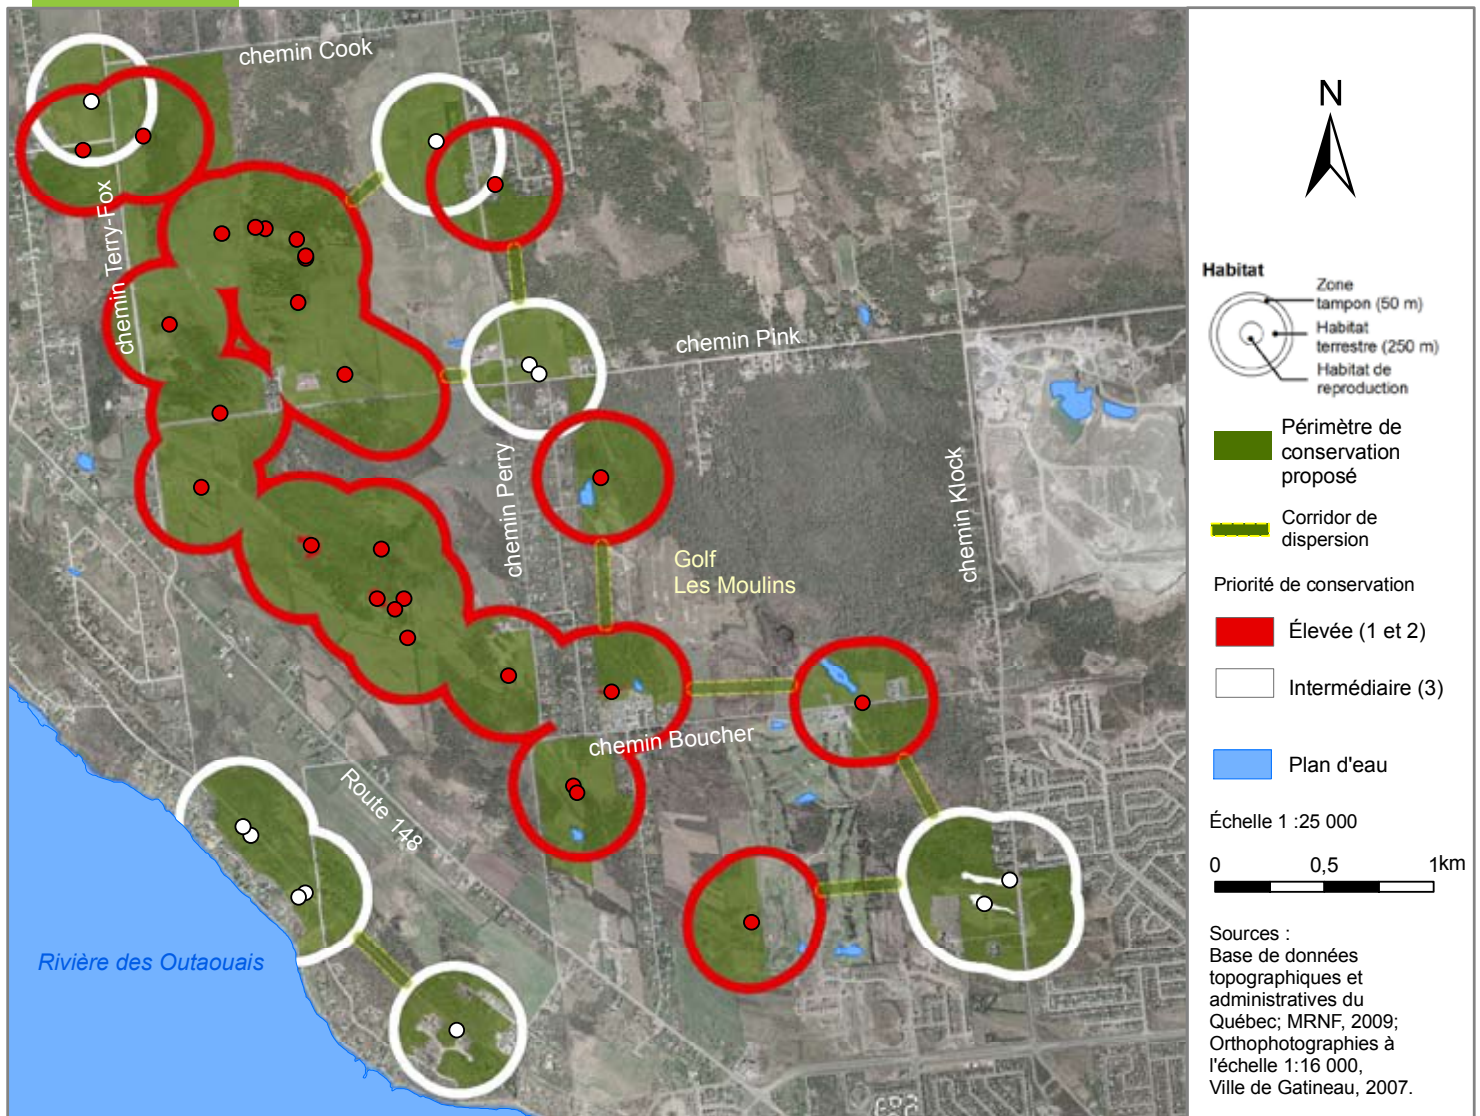 chemin Cook
chemin Terry-Fox
chemin Pink
chemin Perry
chemin Klock
Golf
Les Moulins
chemin Boucher
Route 148
Rivière des Outaouais
N
Habitat
Zone
tampon (50 m)
Habitat
terrestre (250 m)
Habitat de
reproduction
Périmètre de
conservation
proposé
Corridor de
dispersion
Priorité de conservation
Élevée (1 et 2)
Intermédiaire (3)
Plan d'eau
Échelle 1 :25 000
0 0,5 1km
Sources :
Base de données
topographiques et
administratives du
Québec; MRNF, 2009;
Orthophotographies à
l'échelle 1:16 000,
Ville de Gatineau, 2007.